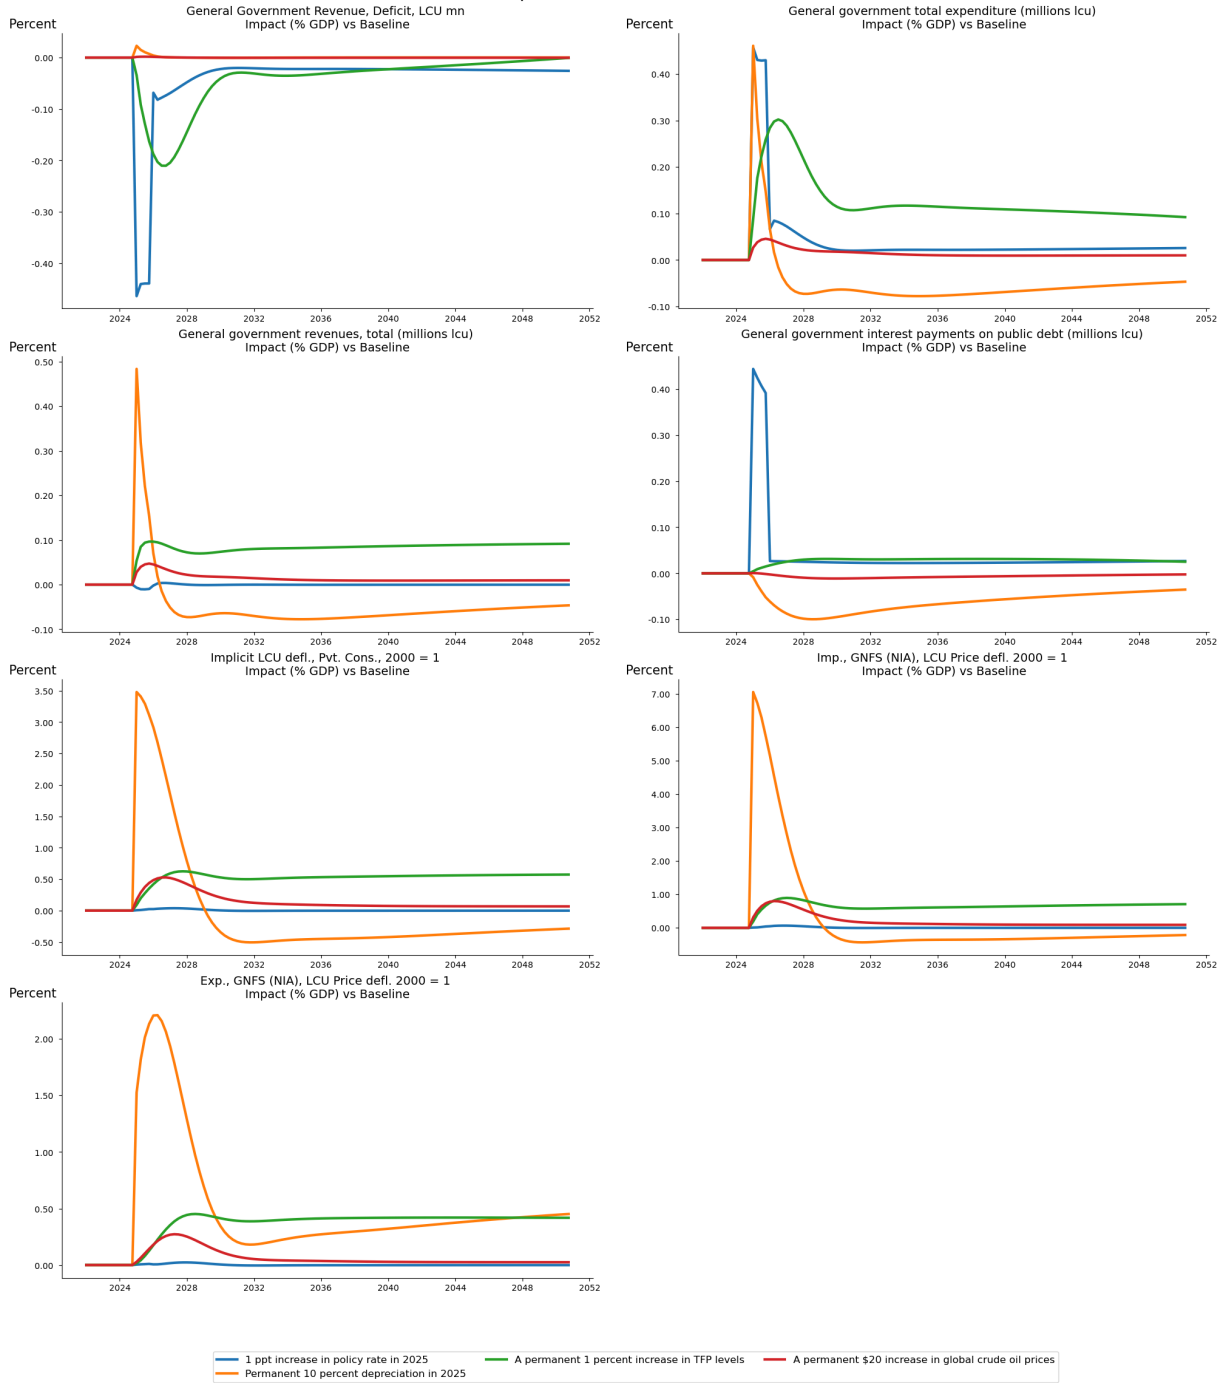 General Government Revenue, Deficit, LCU mn
Percent
Impact (% GDP) vs Baseline
0.00
-0.10
-0.20
-0.30
-0.40
2024 2028 2032 2036 2040 2044 2048 2052
General government total expenditure (millions lcu)
Percent
Impact (% GDP) vs Baseline
0.40
0.30
0.20
0.10
0.00
-0.10
2024 2028 2032 2036 2040 2044 2048 2052
General government revenues, total (millions lcu)
Percent
Impact (% GDP) vs Baseline
0.50
0.40
0.30
0.20
0.10
0.00
-0.10
2024 2028 2032 2036 2040 2044 2048 2052
General government interest payments on public debt (millions lcu)
Percent
Impact (% GDP) vs Baseline
0.40
0.30
0.20
0.10
0.00
-0.10
2024 2028 2032 2036 2040 2044 2048 2052
Implicit LCU defl., Pvt. Cons., 2000 = 1
Percent
Impact (% GDP) vs Baseline
3.50
3.00
2.50
2.00
1.50
1.00
0.50
0.00
-0.50
2024 2028 2032 2036 2040 2044 2048 2052
Imp., GNFS (NIA), LCU Price defl. 2000 = 1
Percent
Impact (% GDP) vs Baseline
7.00
6.00
5.00
4.00
3.00
2.00
1.00
0.00
2024 2028 2032 2036 2040 2044 2048 2052
Exp., GNFS (NIA), LCU Price defl. 2000 = 1
Percent
Impact (% GDP) vs Baseline
2.00
1.50
1.00
0.50
0.00
2024 2028 2032 2036 2040 2044 2048 2052
1 ppt increase in policy rate in 2025
Permanent 10 percent depreciation in 2025
A permanent 1 percent increase in TFP levels
A permanent $20 increase in global crude oil prices